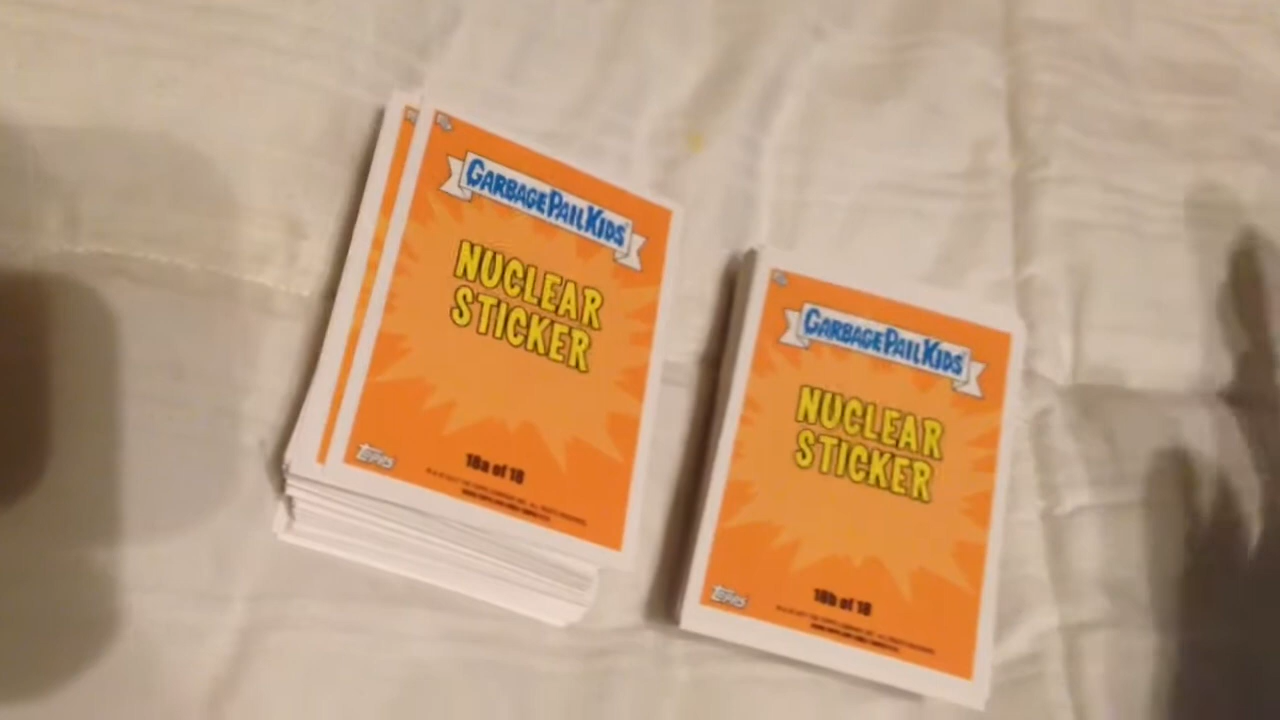 GARBAGE PAIL KIDS
NUCLEAR
STICKER
18a of 18
TOPPS
GARBAGE PAIL KIDS
NUCLEAR
STICKER
18b of 18
TOPPS